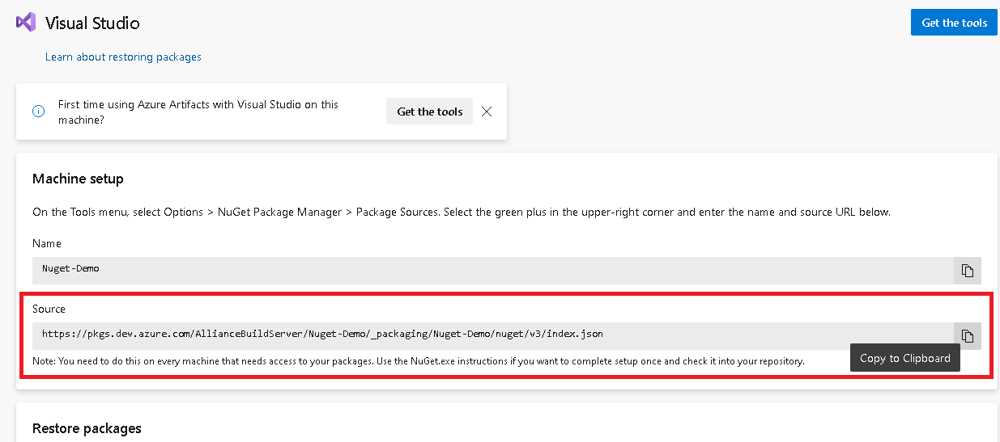 Visual Studio
Get the tools
Learn about restoring packages
First time using Azure Artifacts with Visual Studio on this
machine?
Get the tools
Machine setup
On the Tools menu, select Options > NuGet Package Manager > Package Sources. Select the green plus in the upper-right corner and enter the name and source URL below.
Name
Nuget-Demo
Source
https://pkgs.dev.azure.com/AllianceBuildServer/Nuget-Demo/_packaging/Nuget-Demo/nuget/v3/index.json
Note: You need to do this on every machine that needs access to your packages. Use the NuGet.exe instructions if you want to complete setup once and check it into your repository.
Copy to Clipboard
Restore packages